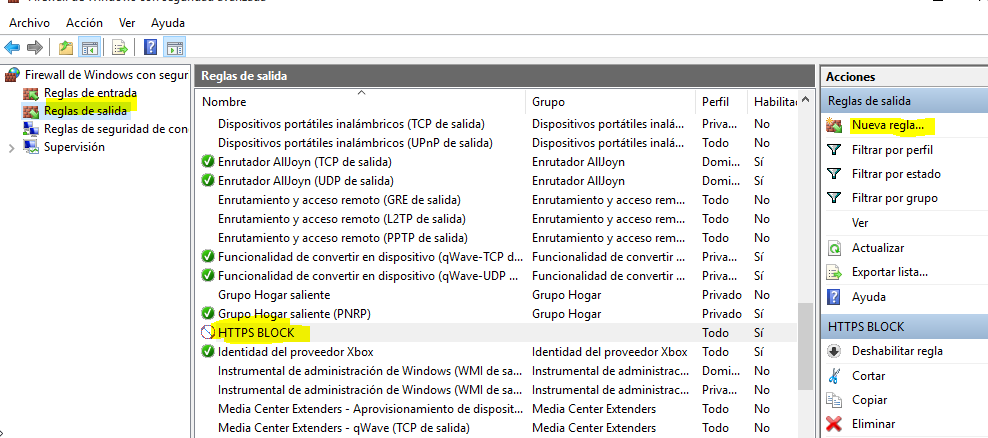 Firewall de Windows con seguridad avanzada
Archivo Acción Ver Ayuda
Firewall de Windows con segur
Reglas de entrada
Reglas de salida
Reglas de seguridad de con
Supervisión
Reglas de salida
Nombre Grupo Perfil Habilitac
Dispositivos portátiles inalámbricos (TCP de salida) Dispositivos portátiles inalá... Priva... No
Dispositivos portátiles inalámbricos (UPnP de salida) Dispositivos portátiles inalá... Todo No
Enrutador AllJoyn (TCP de salida) Enrutador AllJoyn Domi... Sí
Enrutador AllJoyn (UDP de salida) Enrutador AllJoyn Domi... Sí
Enrutamiento y acceso remoto (GRE de salida) Enrutamiento y acceso rem... Todo No
Enrutamiento y acceso remoto (L2TP de salida) Enrutamiento y acceso rem... Todo No
Enrutamiento y acceso remoto (PPTP de salida) Enrutamiento y acceso rem... Todo No
Funcionalidad de convertir en dispositivo (qWave-TCP d... Funcionalidad de convertir ... Todo Sí
Funcionalidad de convertir en dispositivo (qWave-UDP ... Funcionalidad de convertir ... Todo Sí
Grupo Hogar saliente Grupo Hogar Privado No
Grupo Hogar saliente (PNRP) Grupo Hogar Privado Sí
HTTPS BLOCK Todo Sí
Identidad del proveedor Xbox Identidad del proveedor Xbox Todo Sí
Instrumental de administración de Windows (WMI de sa... Instrumental de administrac... Domi... No
Instrumental de administración de Windows (WMI de sa... Instrumental de administrac... Priva... No
Media Center Extenders - Aprovisionamiento de disposit... Media Center Extenders Todo No
Media Center Extenders - qWave (TCP de salida) Media Center Extenders Todo No
Acciones
Reglas de salida
Nueva regla...
Filtrar por perfil
Filtrar por estado
Filtrar por grupo
Ver
Actualizar
Exportar lista...
Ayuda
HTTPS BLOCK
Deshabilitar regla
Cortar
Copiar
Eliminar